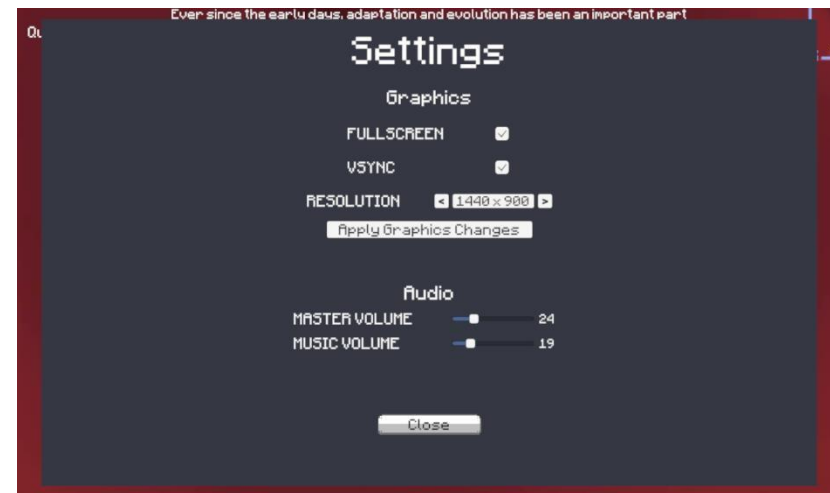 Ever since the early days, adaptation and evolution has been an important part
Settings
Graphics
FULLSCREEN
VSYNC
RESOLUTION < 1440 x 900 >
Apply Graphics Changes
Audio
MASTER VOLUME 24
MUSIC VOLUME 19
Close